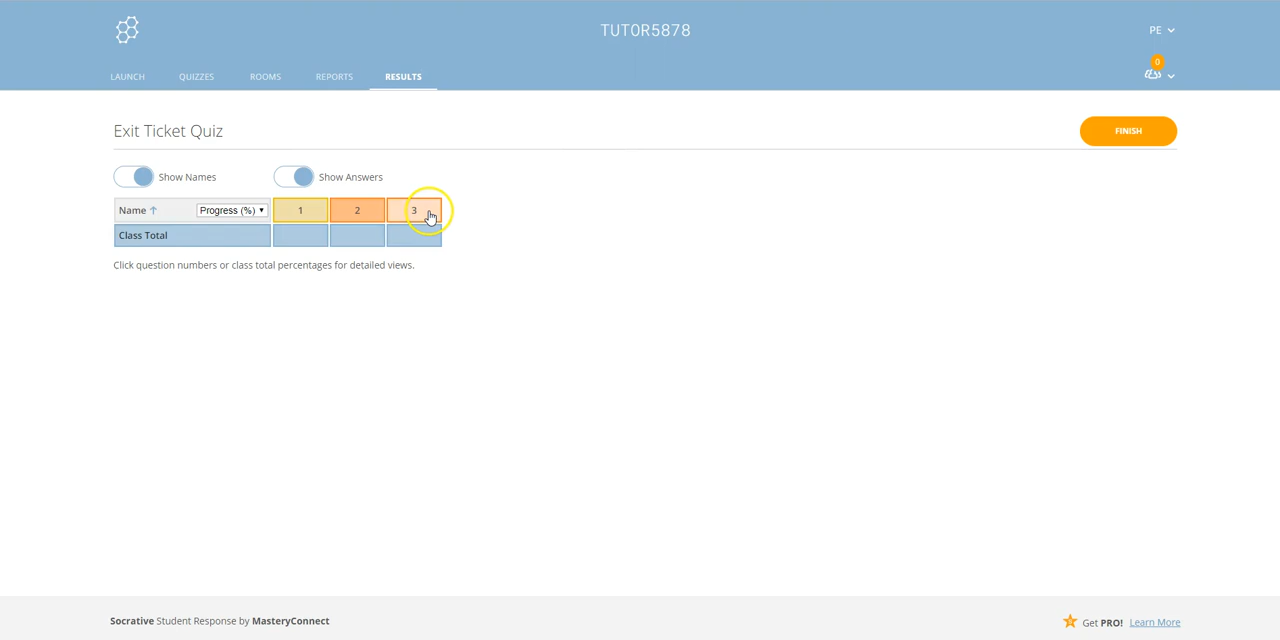 TUTOR5878
PE
0
LAUNCH QUIZZES ROOMS REPORTS RESULTS
Exit Ticket Quiz
FINISH
Show Names Show Answers
Name Progress (%) 1 2 3
Class Total
Click question numbers or class total percentages for detailed views.
Socrative Student Response by MasteryConnect
Get PRO! Learn More